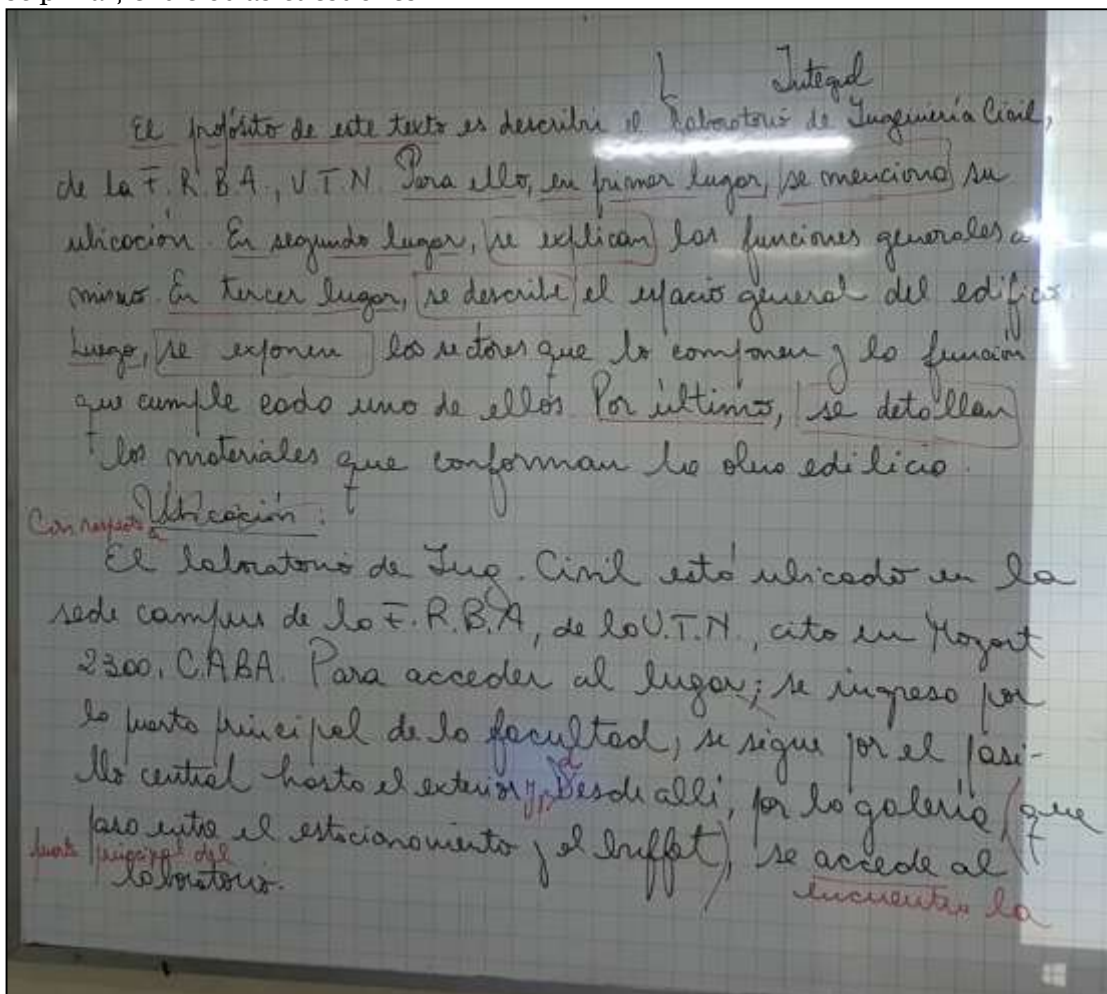 Integral
El propósito de este texto es describir el Laboratorio de Ingeniería Civil,
de la F.R.B.A., U.T.N. Para ello, en primer lugar, se menciona su
ubicación. En segundo lugar, se explican las funciones generales
mismo. En tercer lugar, se describe el espacio general del edificio
Luego, se exponen los sectores que lo componen y la función
que cumple cada uno de ellos. Por último, se detallan
los materiales que conforman edilicia.
Con respecto a Ubicación:
El laboratorio de Ing. Civil está ubicado en la
sede campus de la F.R.B.A, de la U.T.N., cito en Mozart
2300, CABA. Para acceder al lugar; se ingresa por
la puerta principal de la facultad, se sigue por el pasi-
llo central hasta el exterior y, Desde allí, por la galería (que
d
pasa entre el estacionamiento y el buffet), se accede al
puerta principal del
laboratorio.
encuentra la